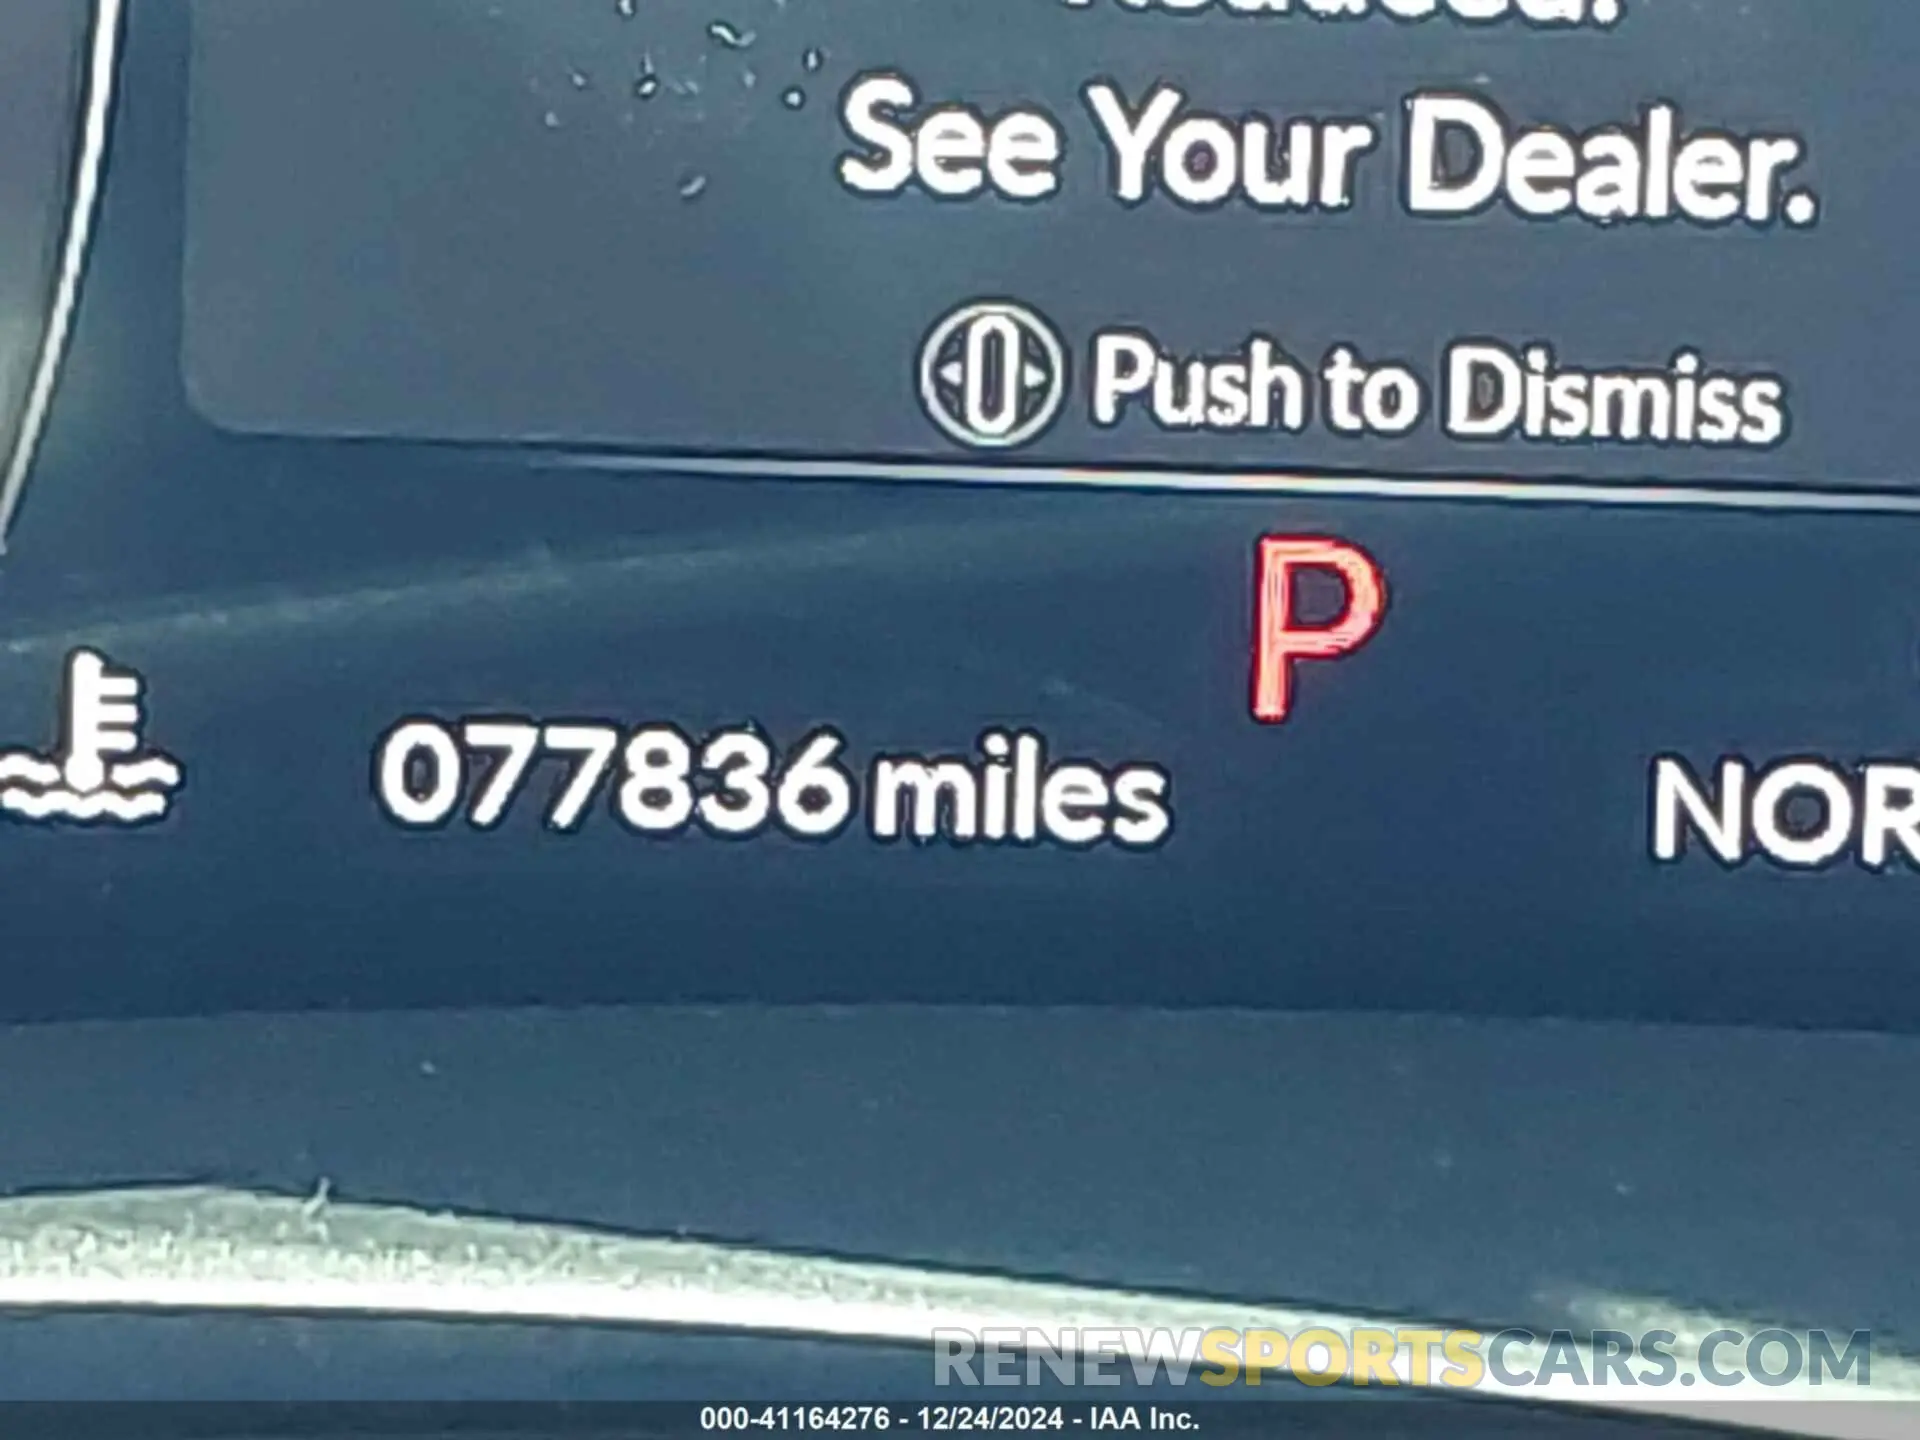 See Your Dealer.
Push to Dismiss
P
077836 miles
NOR
RENEWSPORTSCARS.COM
000-41164276 - 12/24/2024 - IAA Inc.